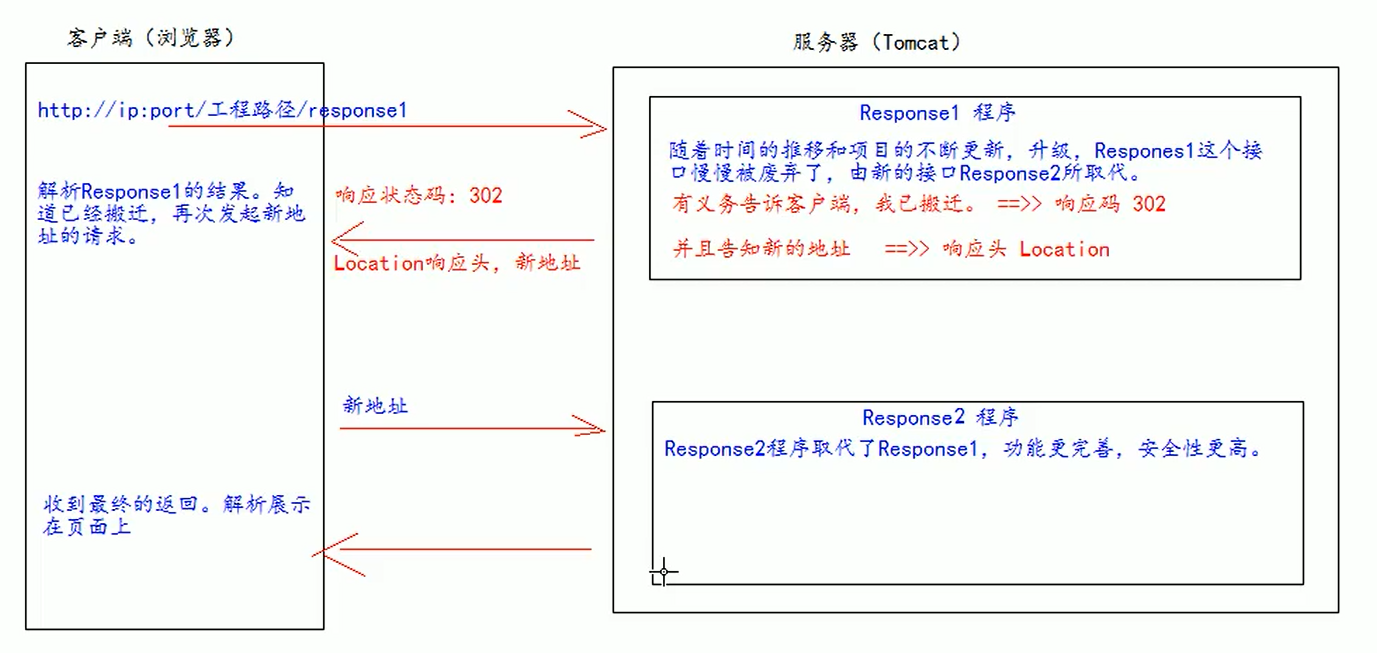 客户端（浏览器）
服务器（Tomcat）
http://ip:port/工程路径/response1
Response1 程序
随着时间的推移和项目的不断更新，升级，Respones1这个接
口慢慢被废弃了，由新的接口Response2所取代。
有义务告诉客户端，我已搬迁。 ==>> 响应码 302
并且告知新的地址 ==>> 响应头 Location
解析Response1的结果。知
道已经搬迁，再次发起新地
址的请求。
响应状态码：302
Location响应头，新地址
新地址
Response2 程序
Response2程序取代了Response1，功能更完善，安全性更高。
收到最终的返回。解析展示
在页面上